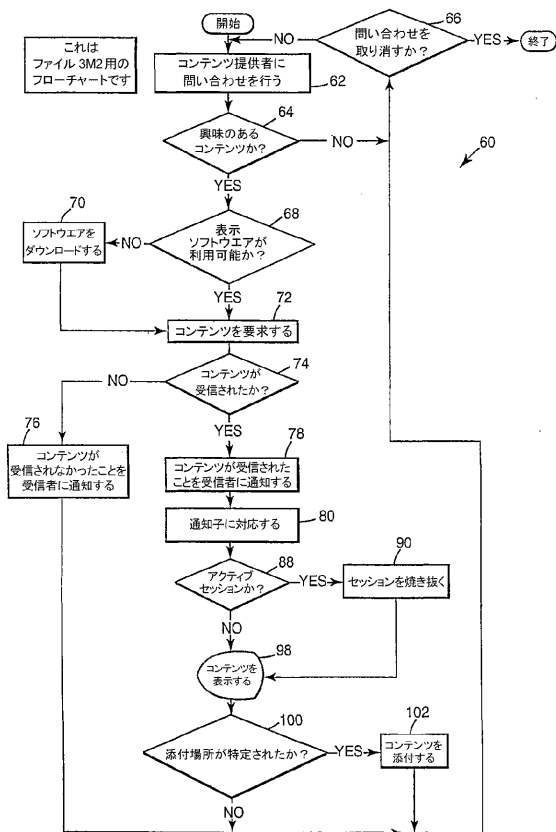 開始
66
問い合わせを
取り消すか?
NO
YES
終了
これは
ファイル 3M2 用の
フローチャートです
コンテンツ提供者に
問い合わせを行う
62
64
興味のある
コンテンツか?
NO
60
YES
70
68
ソフトウエアを
ダウンロードする
NO
表示
ソフトウエアが
利用可能か?
YES
72
コンテンツを要求する
74
NO
コンテンツが
受信されたか?
76
YES
78
コンテンツが
受信されなかったことを
受信者に通知する
コンテンツが受信された
ことを受信者に通知する
80
通知子に対応する
88
90
アクティブ
セッションか?
YES
セッションを焼き抜く
NO
98
コンテンツを
表示する
100
102
添付場所が特定されたか?
YES
コンテンツを
添付する
NO